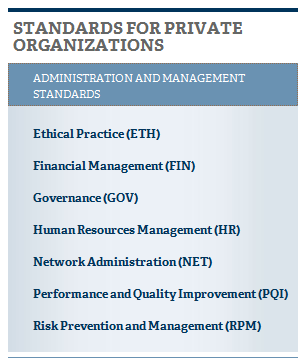 STANDARDS FOR PRIVATE
ORGANIZATIONS
ADMINISTRATION AND MANAGEMENT
STANDARDS
Ethical Practice (ETH)
Financial Management (FIN)
Governance (GOV)
Human Resources Management (HR)
Network Administration (NET)
Performance and Quality Improvement (PQI)
Risk Prevention and Management (RPM)